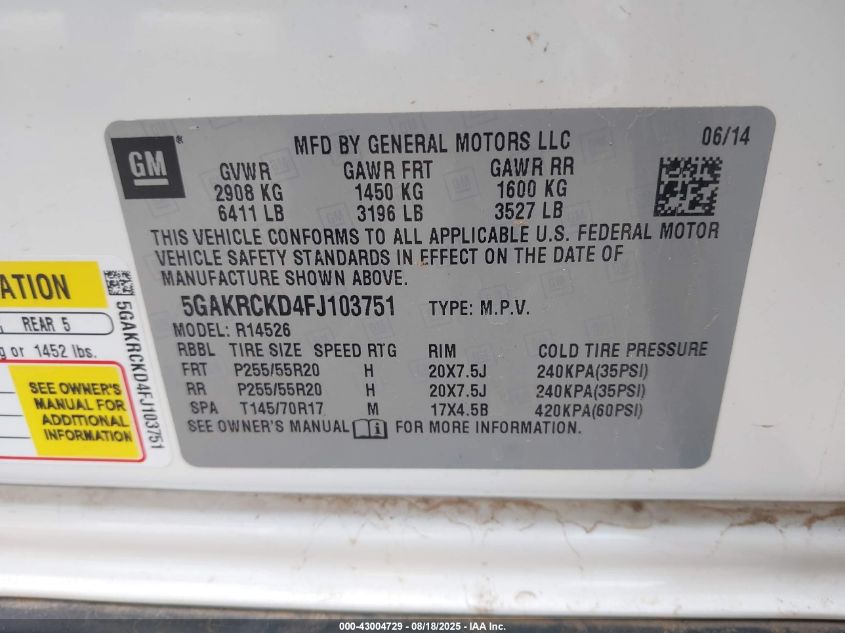 GM
®
MFD BY GENERAL MOTORS LLC 06/14
GVWR GAWR FRT GAWR RR
2908 KG 1450 KG 1600 KG
6411 LB 3196 LB 3527 LB
THIS VEHICLE CONFORMS TO ALL APPLICABLE U.S. FEDERAL MOTOR
VEHICLE SAFETY STANDARDS IN EFFECT ON THE DATE OF
MANUFACTURE SHOWN ABOVE.
5GAKRCKD4FJ103751 TYPE: M.P.V.
MODEL: R14526
RBBL TIRE SIZE SPEED RTG RIM COLD TIRE PRESSURE
FRT P255/55R20 H 20X7.5J 240KPA(35PSI)
RR P255/55R20 H 20X7.5J 240KPA(35PSI)
SPA T145/70R17 M 17X4.5B 420KPA(60PSI)
SEE OWNER'S MANUAL FOR MORE INFORMATION.
REAR 5
or 1452 lbs.
SEE OWNER'S
MANUAL FOR
ADDITIONAL
INFORMATION
5GAKRCKD4FJ103751
000-43004729 - 08/18/2025 - IAA Inc.